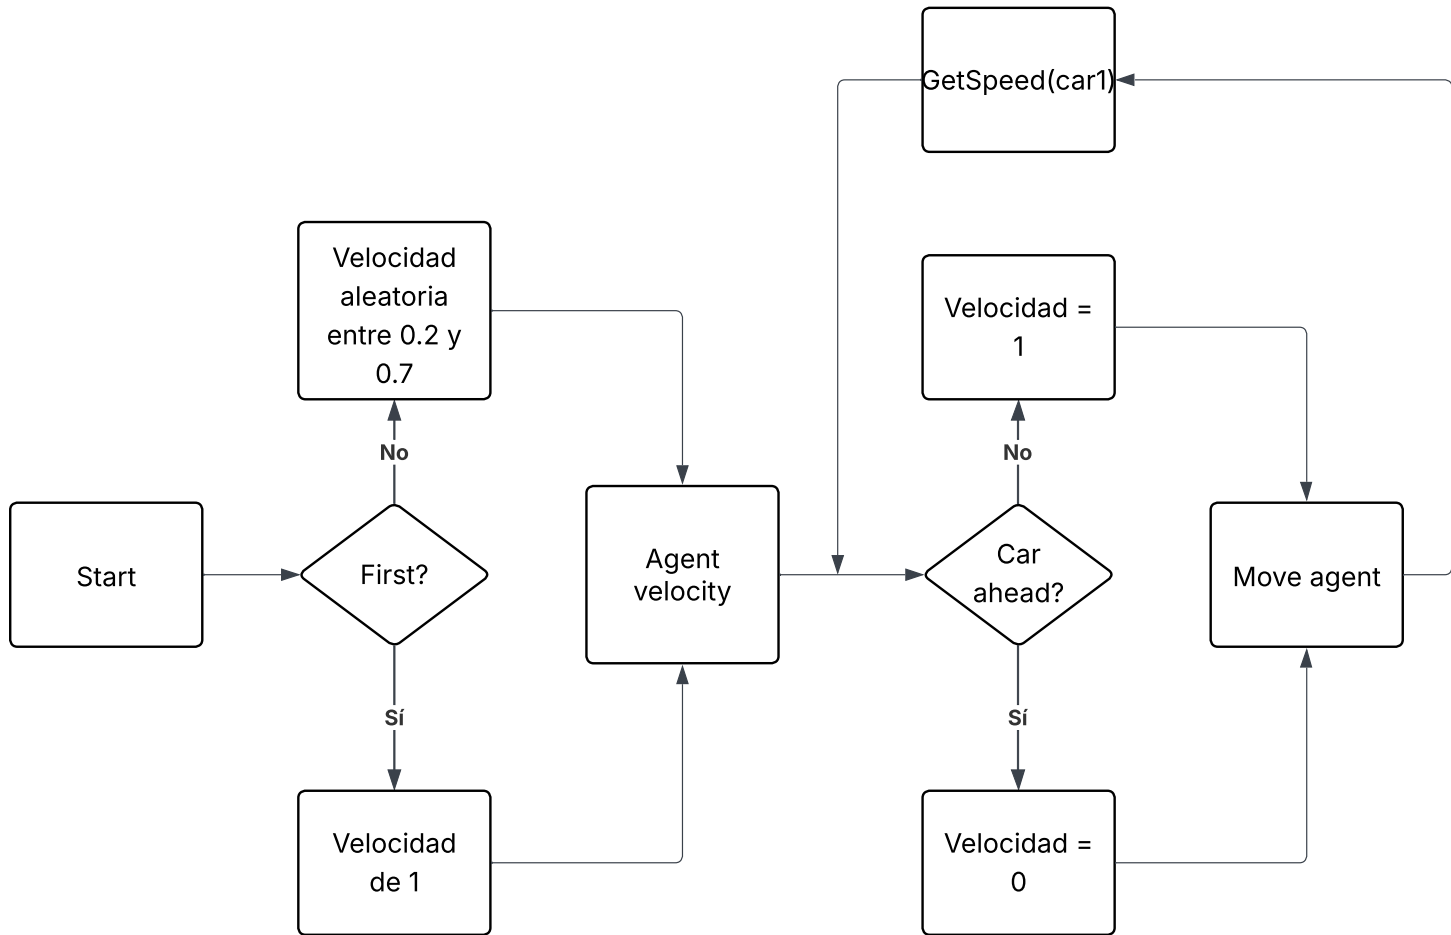 GetSpeed(car1)
Velocidad
aleatoria
entre 0.2 y
0.7
Velocidad =
1
No
No
Start
First?
Agent
velocity
Car
ahead?
Move agent
Sí
Sí
Velocidad
de 1
Velocidad =
0